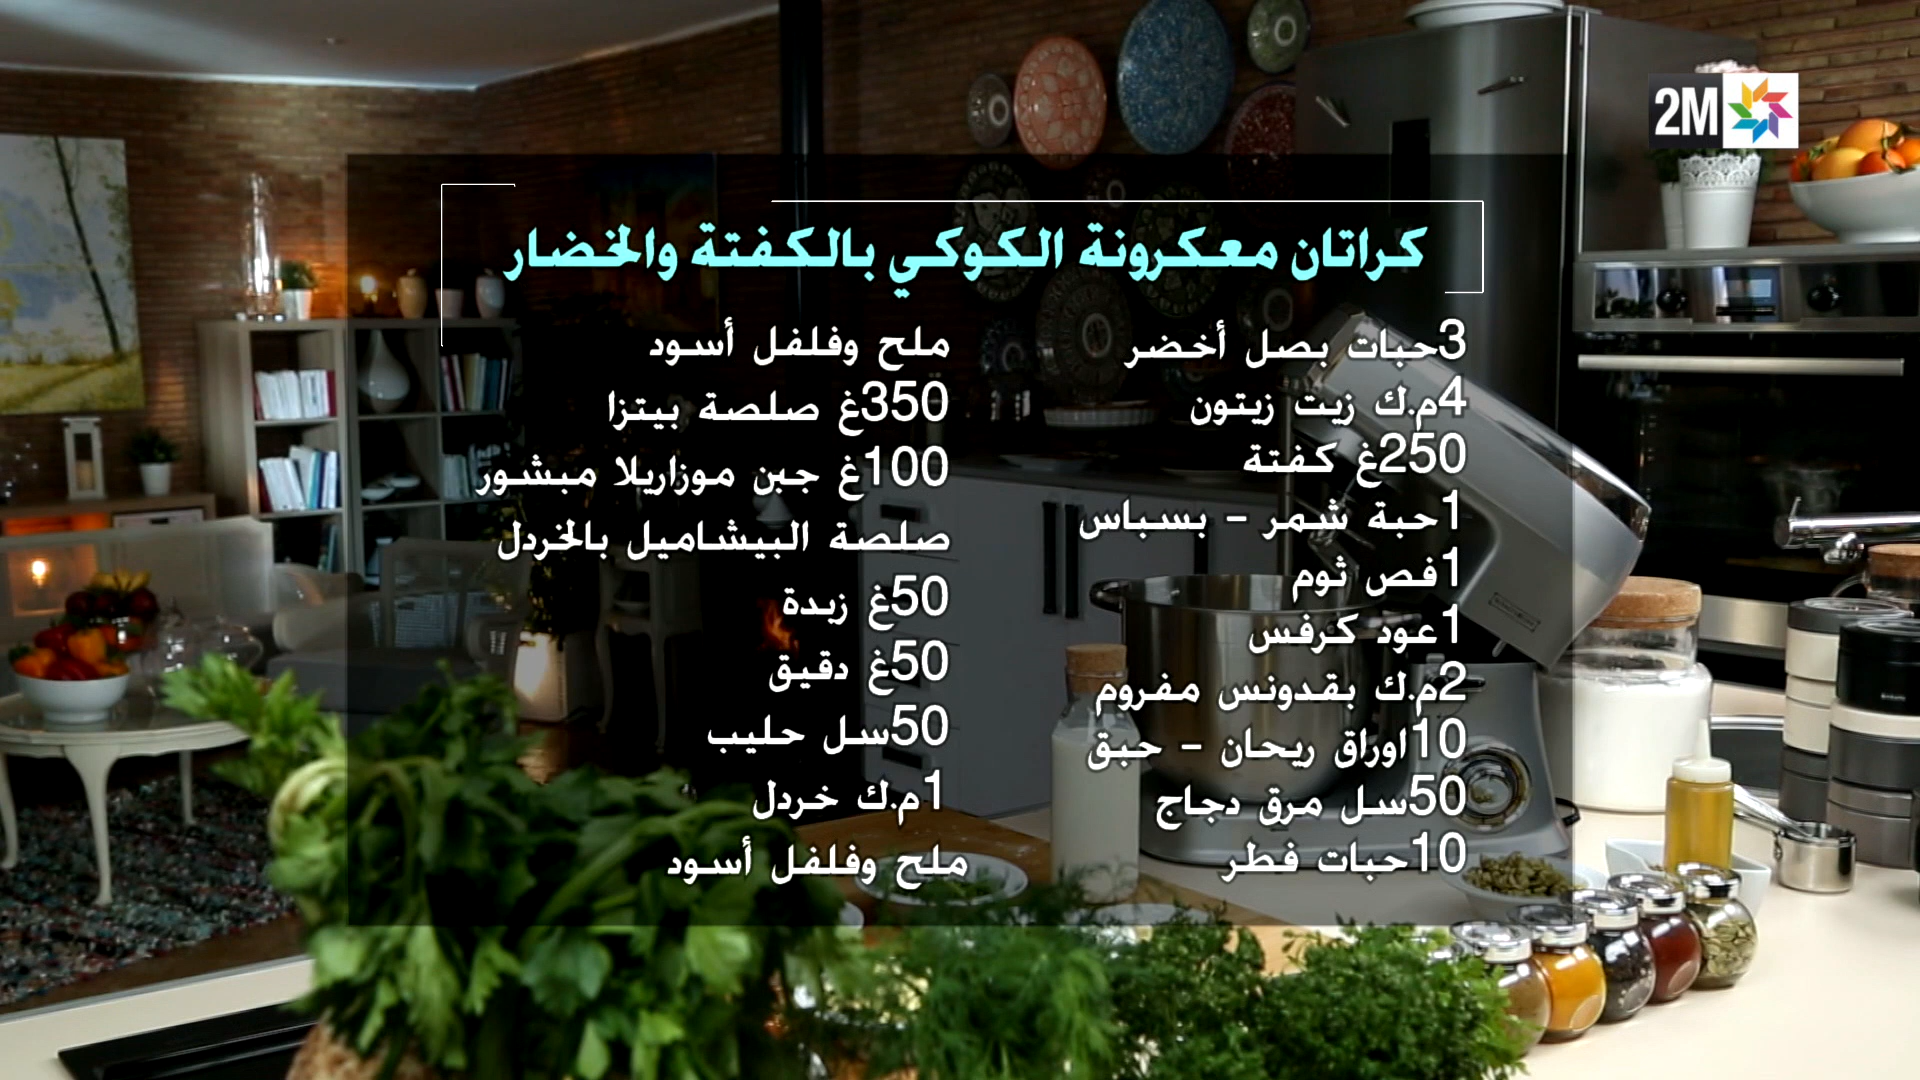 2M
كراتان معكرونة الكوكي بالكفتة والخضار
3حبات بصل أخضر
4م.ك زيت زيتون
250غ كفتة
1حبة شمر - بسباس
1فص ثوم
1عود كرفس
2م.ك بقدونس مفروم
10اوراق ريحان - حبق
50سل مرق دجاج
10حبات فطر
ملح وفلفل أسود
350غ صلصة بيتزا
100غ جبن موزاريلا مبشور
صلصة البيشاميل بالخردل
50غ زبدة
50غ دقيق
50سل حليب
1م.ك خردل
ملح وفلفل أسود